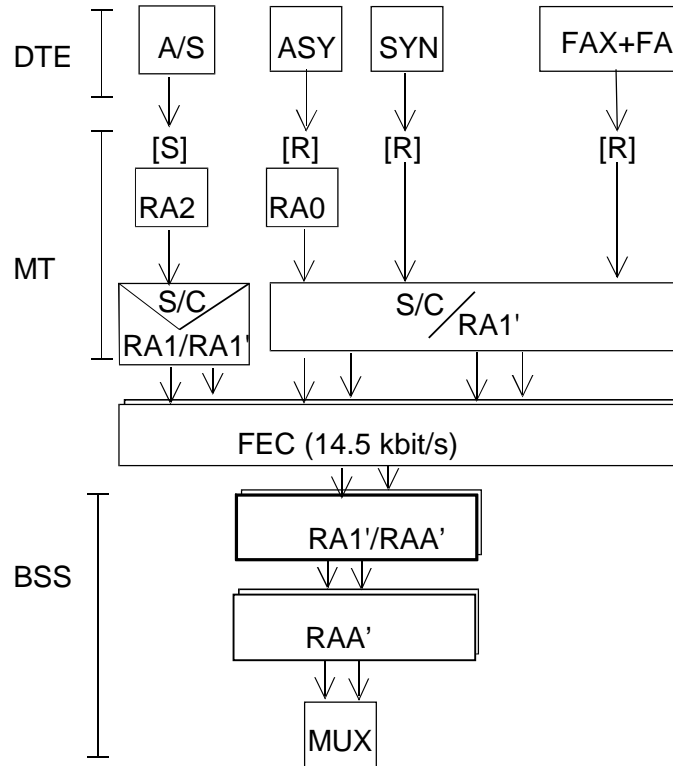 DTE
A/S
ASY
SYN
FAX+FA
[S]
[R]
[R]
[R]
RA2
RA0
MT
S/C
RA1/RA1'
S/C
RA1'
FEC (14.5 kbit/s)
BSS
RA1'/RAA’
RAA’
MUX